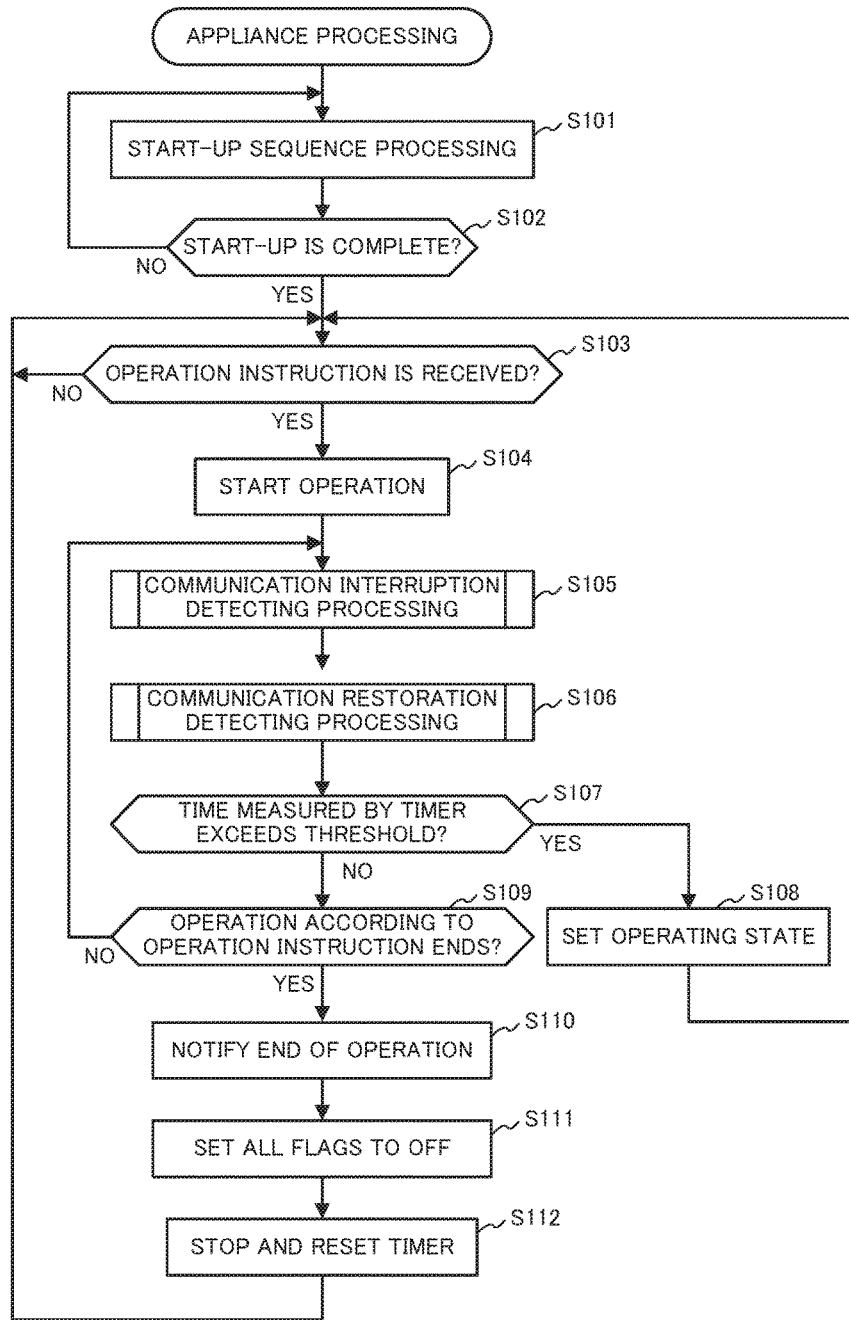 APPLIANCE PROCESSING
S101
START-UP SEQUENCE PROCESSING
S102
START-UP IS COMPLETE?
NO
YES
S103
OPERATION INSTRUCTION IS RECEIVED?
NO
YES
S104
START OPERATION
COMMUNICATION INTERRUPTION
DETECTING PROCESSING
S105
COMMUNICATION RESTORATION
DETECTING PROCESSING
S106
S107
TIME MEASURED BY TIMER
EXCEEDS THRESHOLD?
YES
NO
S109
OPERATION ACCORDING TO
OPERATION INSTRUCTION ENDS?
NO
YES
S108
SET OPERATING STATE
S110
NOTIFY END OF OPERATION
S111
SET ALL FLAGS TO OFF
S112
STOP AND RESET TIMER